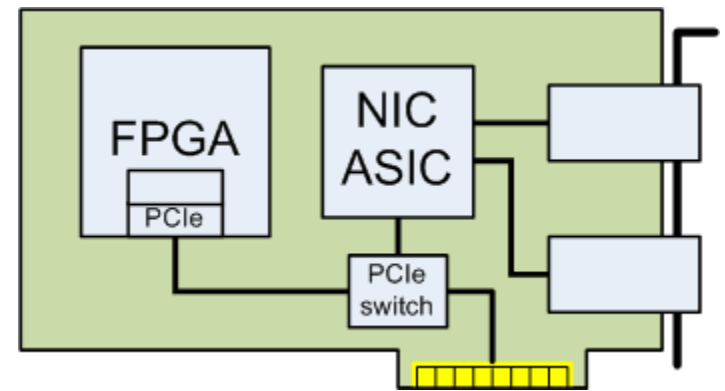 FPGA
PCIe
NIC
ASIC
PCIe
switch